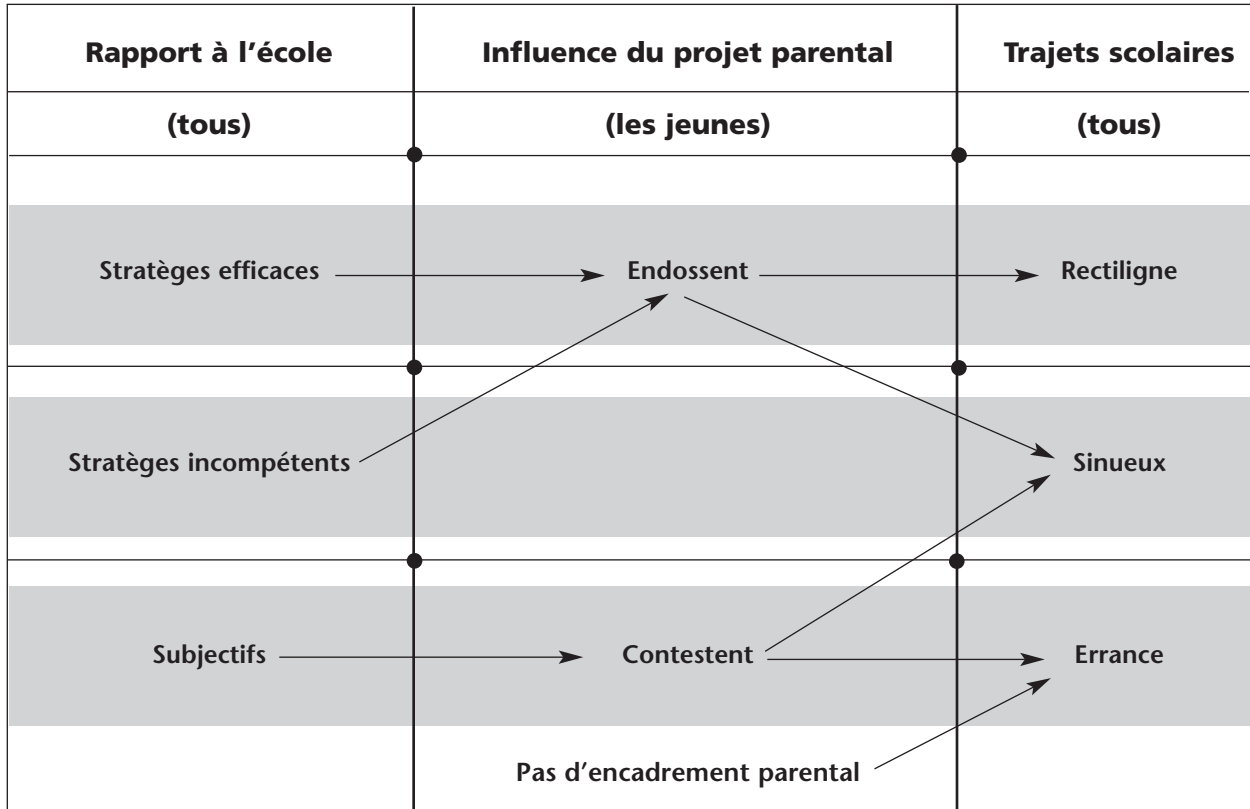 Rapport à l’école
Influence du projet parental
Trajets scolaires
(tous)
(les jeunes)
(tous)
Stratèges efficaces
Endossent
Rectiligne
Stratèges incompétents
Sinueux
Subjectifs
Contestent
Errance
Pas d’encadrement parental